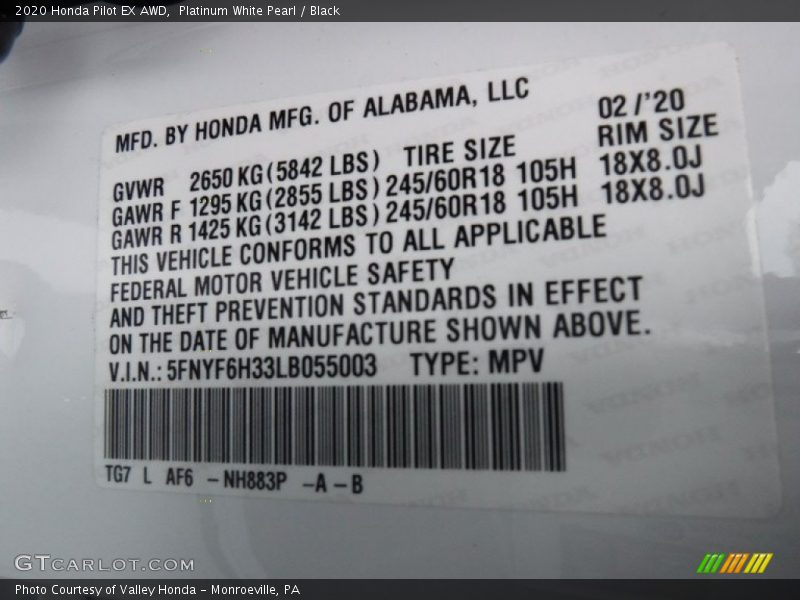 2020 Honda Pilot EX AWD,  Platinum White Pearl / Black
MFD. BY HONDA MFG. OF ALABAMA, LLC 02/'20
GVWR 2650 KG (5842 LBS) TIRE SIZE RIM SIZE
GAWR F 1295 KG (2855 LBS) 245/60R18 105H 18X8.0J
GAWR R 1425 KG (3142 LBS) 245/60R18 105H 18X8.0J
THIS VEHICLE CONFORMS TO ALL APPLICABLE
FEDERAL MOTOR VEHICLE SAFETY
AND THEFT PREVENTION STANDARDS IN EFFECT
ON THE DATE OF MANUFACTURE SHOWN ABOVE.
V.I.N.: 5FNYF6H33LB055003 TYPE: MPV
TG7 L AF6 – NH883P –A –B
GTCARLOT.COM
Photo Courtesy of Valley Honda – Monroeville, PA